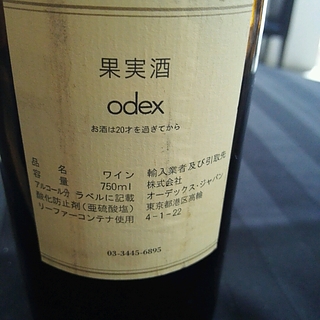 果実酒
odex
お酒は20才を過ぎてから
品名 ワイン 輸入業者及び引取先
容量 750ml 株式会社
アルコール分 ラベルに記載 オーデックス・ジャパン
酸化防止剤(亜硫酸塩) 東京都港区高輪
リーファーコンテナ使用 4-1-22
03-3445-6895